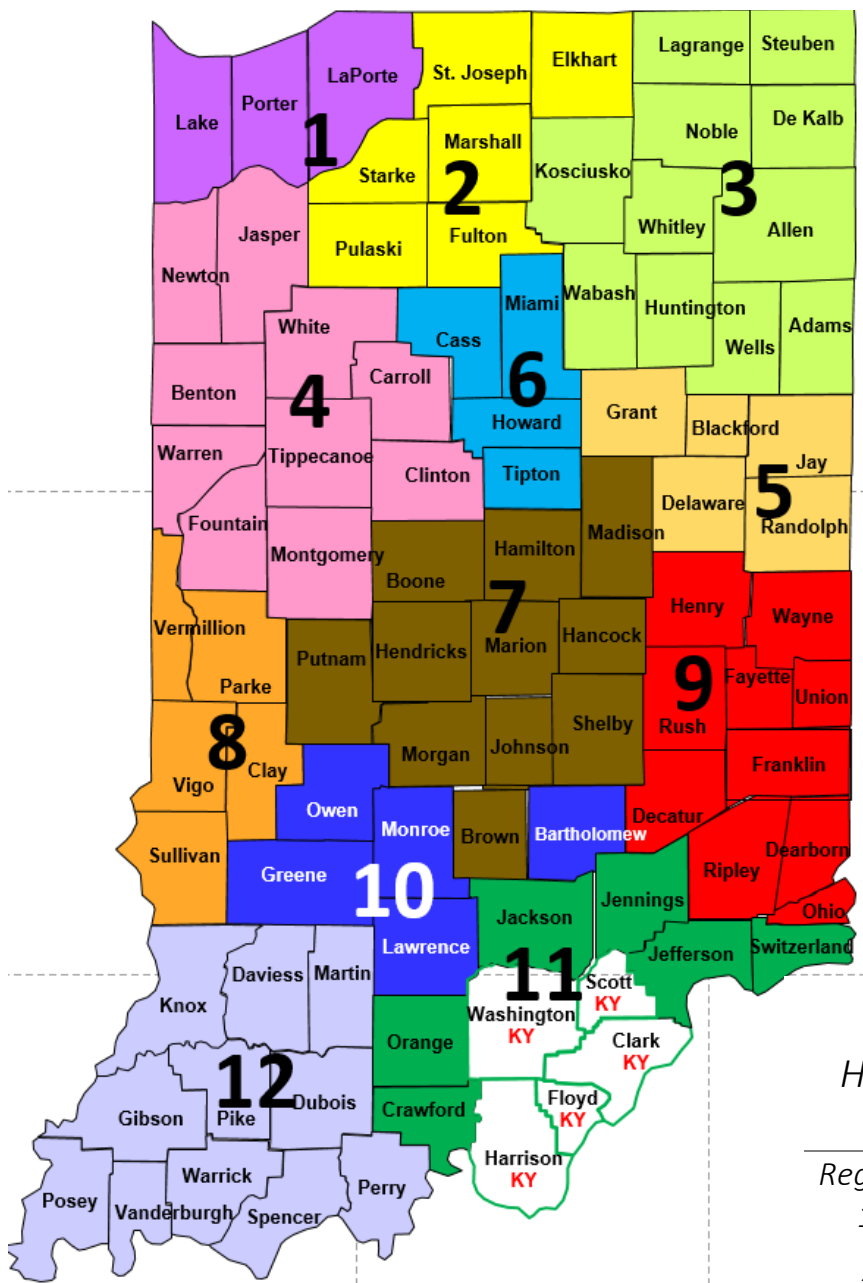 Lagrange
Steuben
LaPorte
St. Joseph
Elkhart
Porter
Lake
Noble
De Kalb
1
Marshall
Kosciusko
Starke
2
3
Whitley
Allen
Jasper
Fulton
Pulaski
Newton
Miami
Wabash
Huntington
White
Cass
Adams
Wells
Carroll
6
Benton
4
Howard
Grant
Blackford
Warren
Tippecanoe
Clinton
Tipton
Jay
Delaware
5
Fountain
Madison
Randolph
Montgomery
Hamilton
Boone
Henry
Wayne
7
Vermillion
Hancock
Putnam
Hendricks
Marion
Parke
Fayette
9
Union
8
Shelby
Rush
Clay
Morgan
Johnson
Franklin
Vigo
Owen
Decatur
Monroe
Brown
Bartholomew
Sullivan
Dearborn
Greene
Ripley
10
Jennings
Ohio
Jackson
Lawrence
Switzerland
Jefferson
Daviess
Martin
11
Scott
KY
Knox
Washington
KY
Orange
Clark
KY
12
Dubois
Floyd
KY
Gibson
Pike
Crawford
Harrison
KY
H
Warrick
Perry
Reg
Posey
Vanderburgh
Spencer